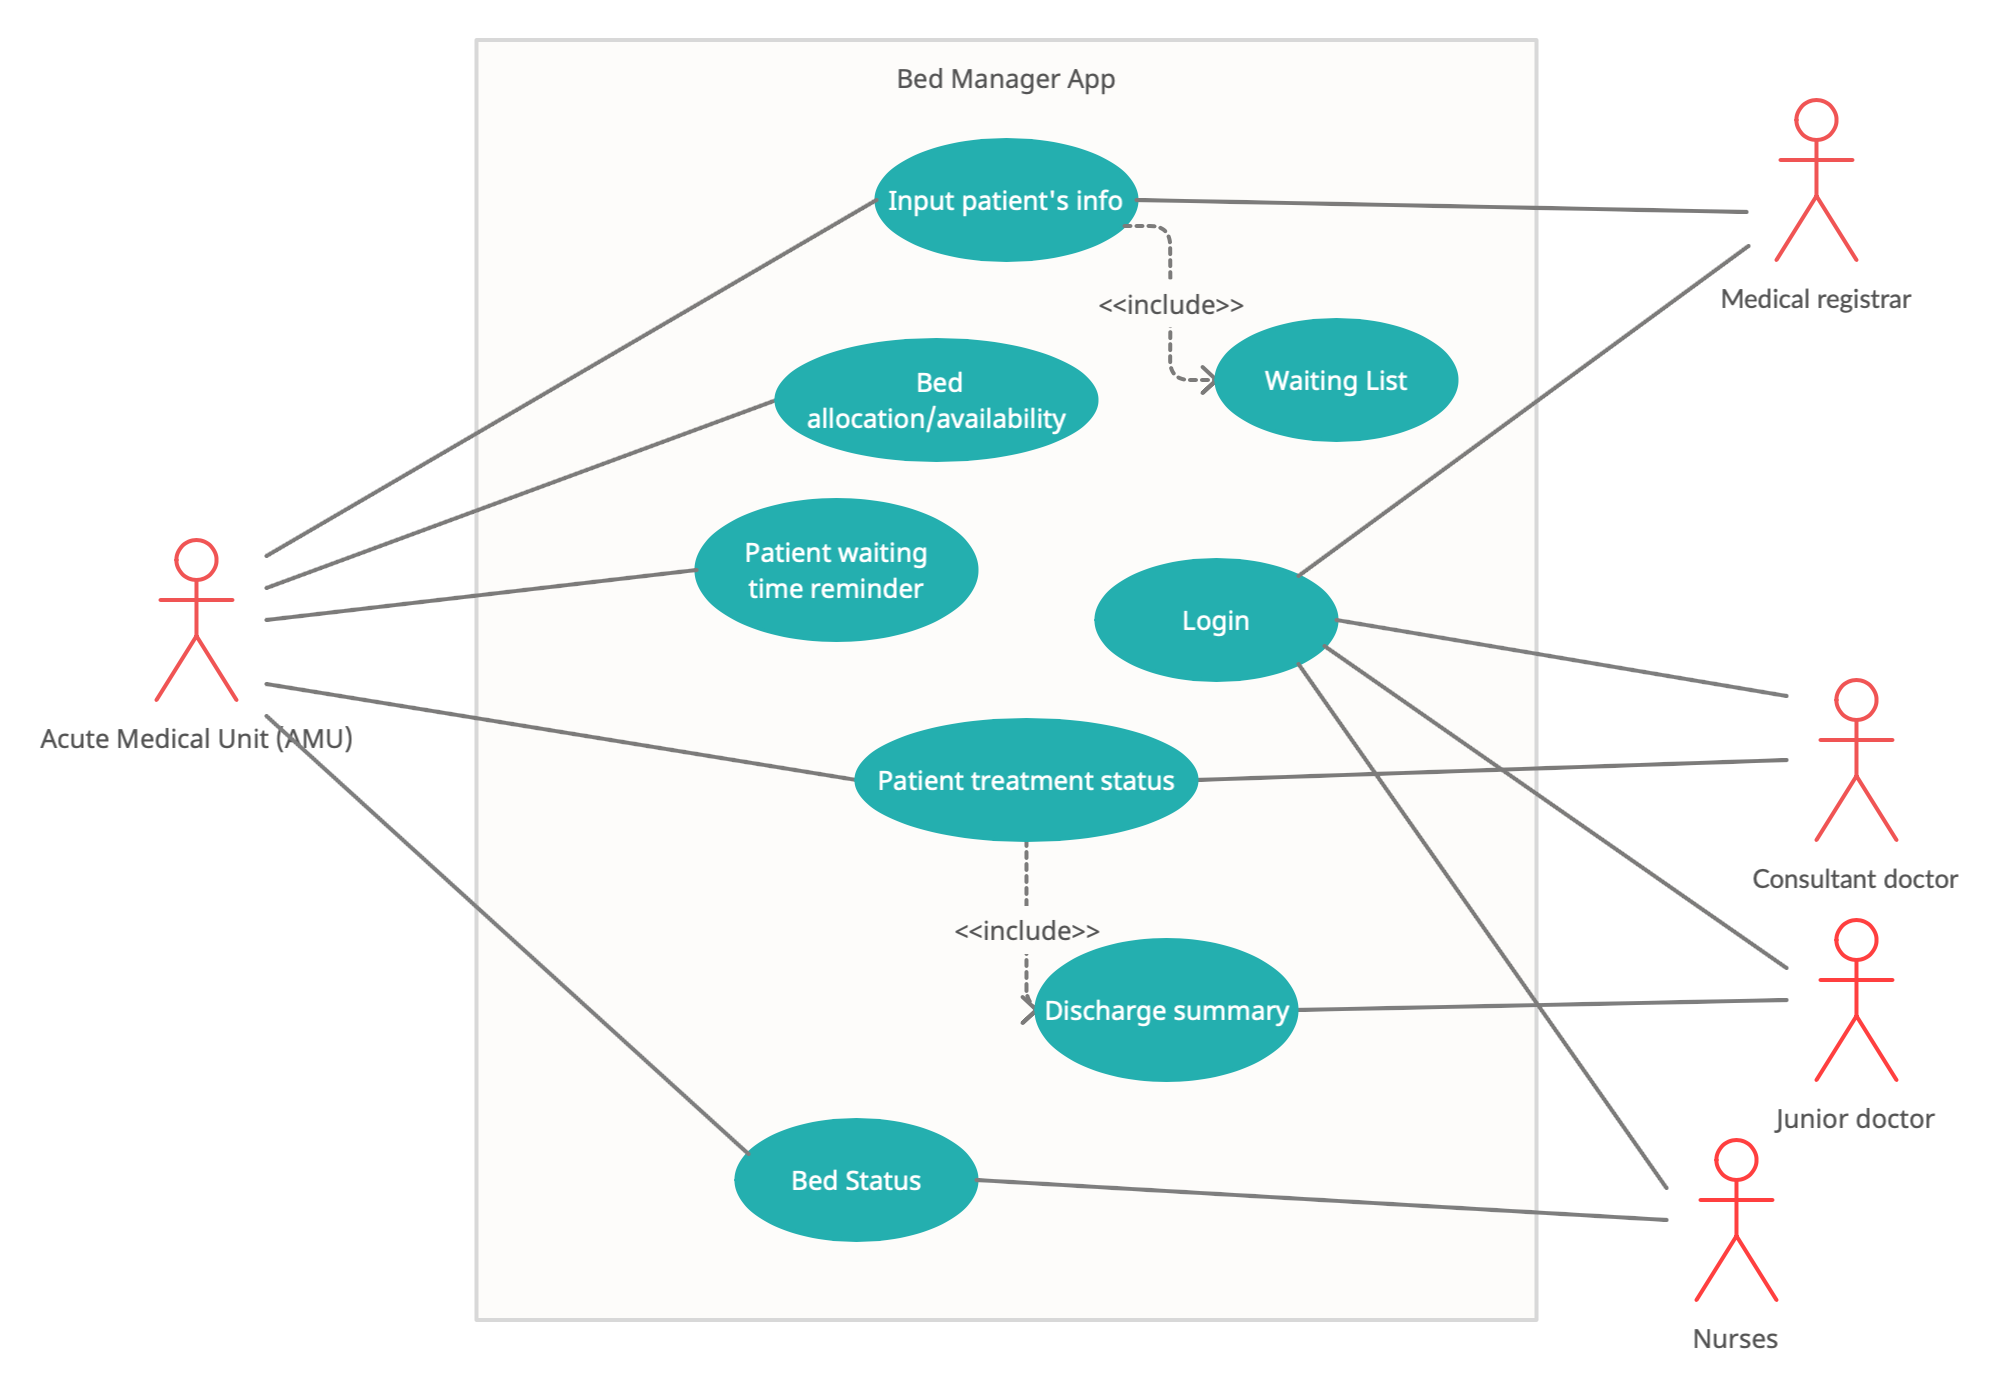 Bed Manager App
Input patient's info
Medical registrar
<<include>>
Bed
allocation/availability
Waiting List
Patient waiting
time reminder
Login
Acute Medical Unit (AMU)
Patient treatment status
Consultant doctor
<<include>>
Discharge summary
Junior doctor
Bed Status
Nurses